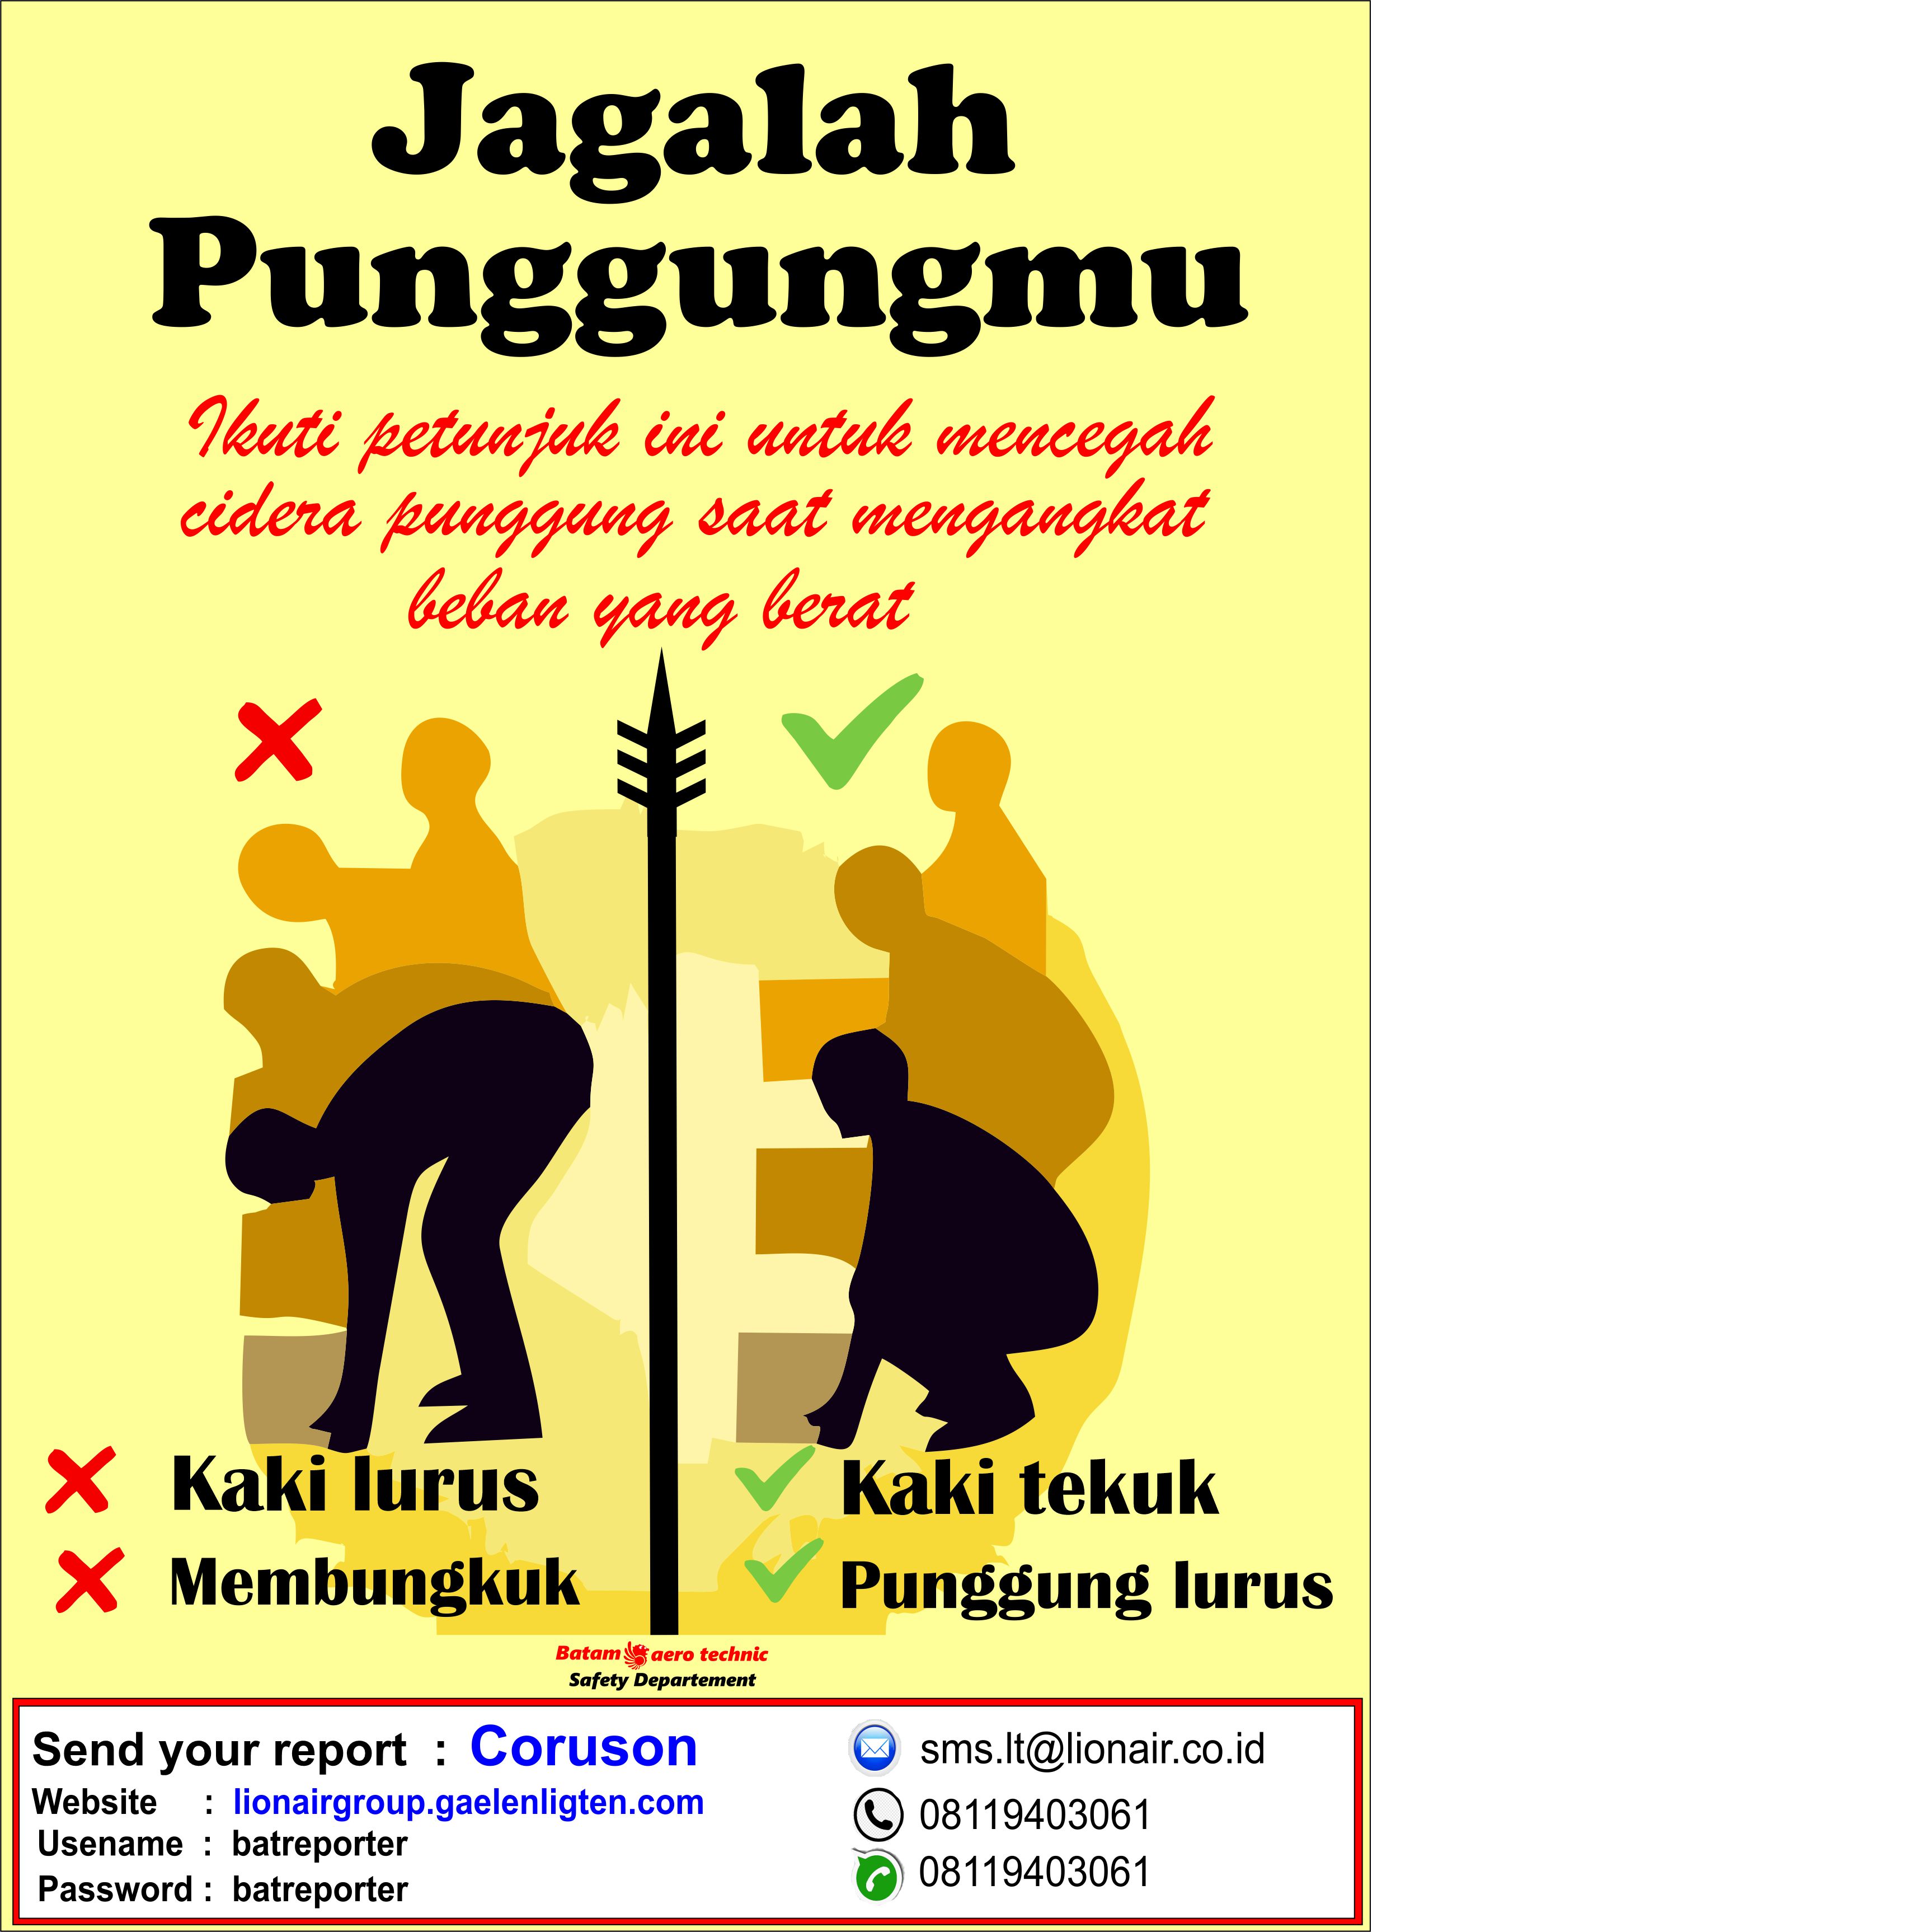 Jagalah
Punggungmu
Ikuti petunjuk ini untuk mencegah
cidera punggung saat mengangkat
beban yang berat
Kaki lurus
Membungkuk
Kaki tekuk
Punggung lurus
Batam aero technic
Safety Departement
Send your report : Coruson
Website : lionairgroup.gaelenligten.com
Usename : batreporter
Password : batreporter
sms.lt@lionair.co.id
08119403061
08119403061